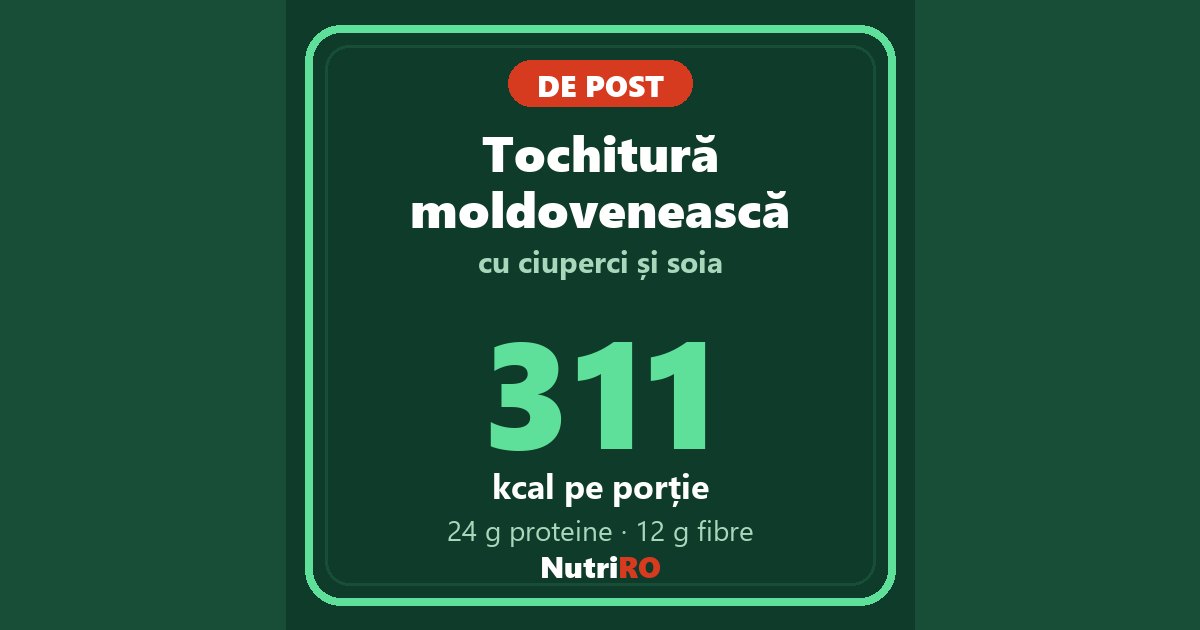 DE POST
Tochitură
moldovenească
cu ciuperci și soia
311
kcal pe porție
24 g proteine · 12 g fibre
NutriRO